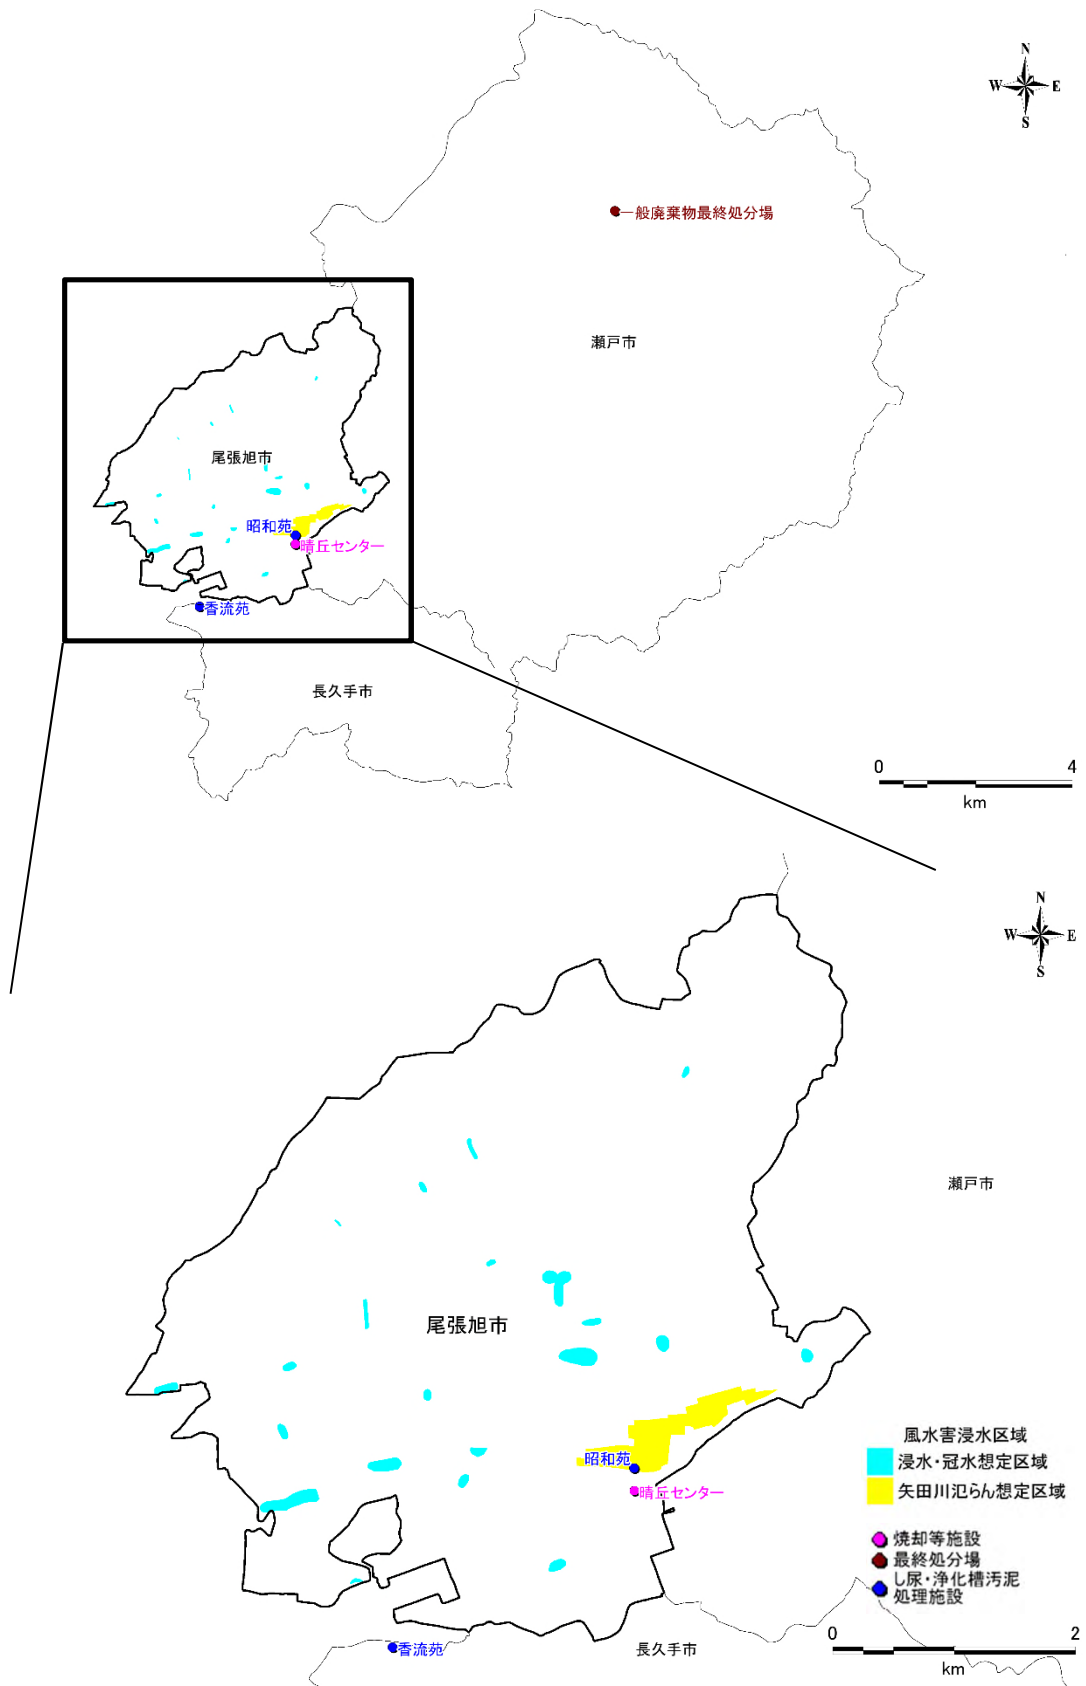 N
W E
S
一般廃棄物最終処分場
瀬戸市
尾張旭市
昭和苑
晴丘センター
香流苑
長久手市
0 4
km
N
W E
S
瀬戸市
尾張旭市
昭和苑
晴丘センター
風水害浸水区域
浸水・冠水想定区域
矢田川氾らん想定区域
焼却等施設
最終処分場
し尿・浄化槽汚泥
処理施設
香流苑
長久手市
0 2
km